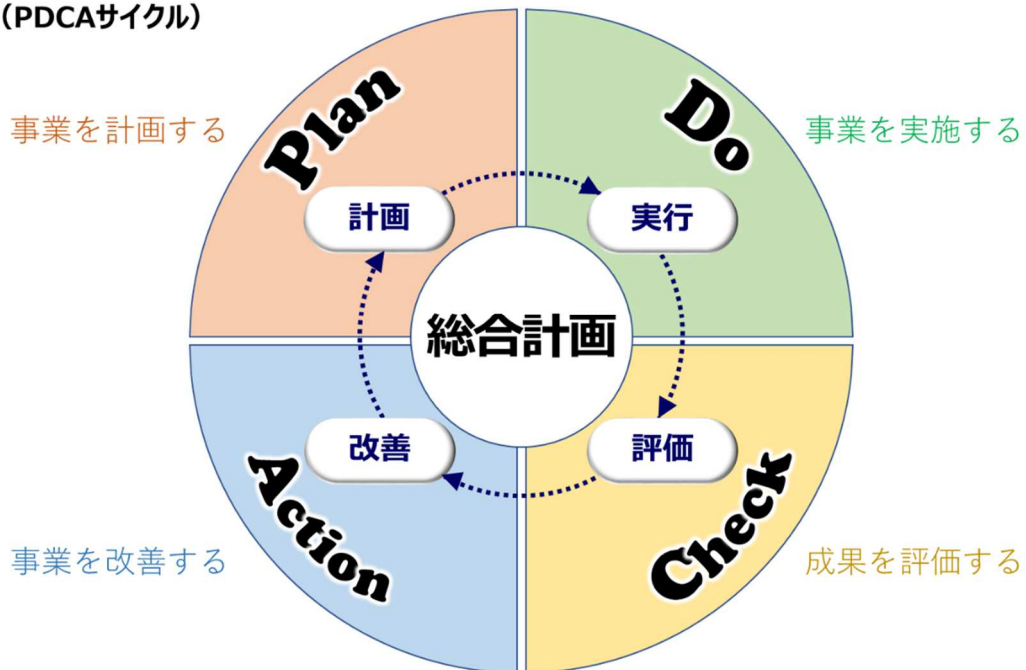 （PDCAサイクル）
Plan
Do
事業を計画する
事業を実施する
計画
実行
総合計画
改善
評価
Action
Check
事業を改善する
成果を評価する